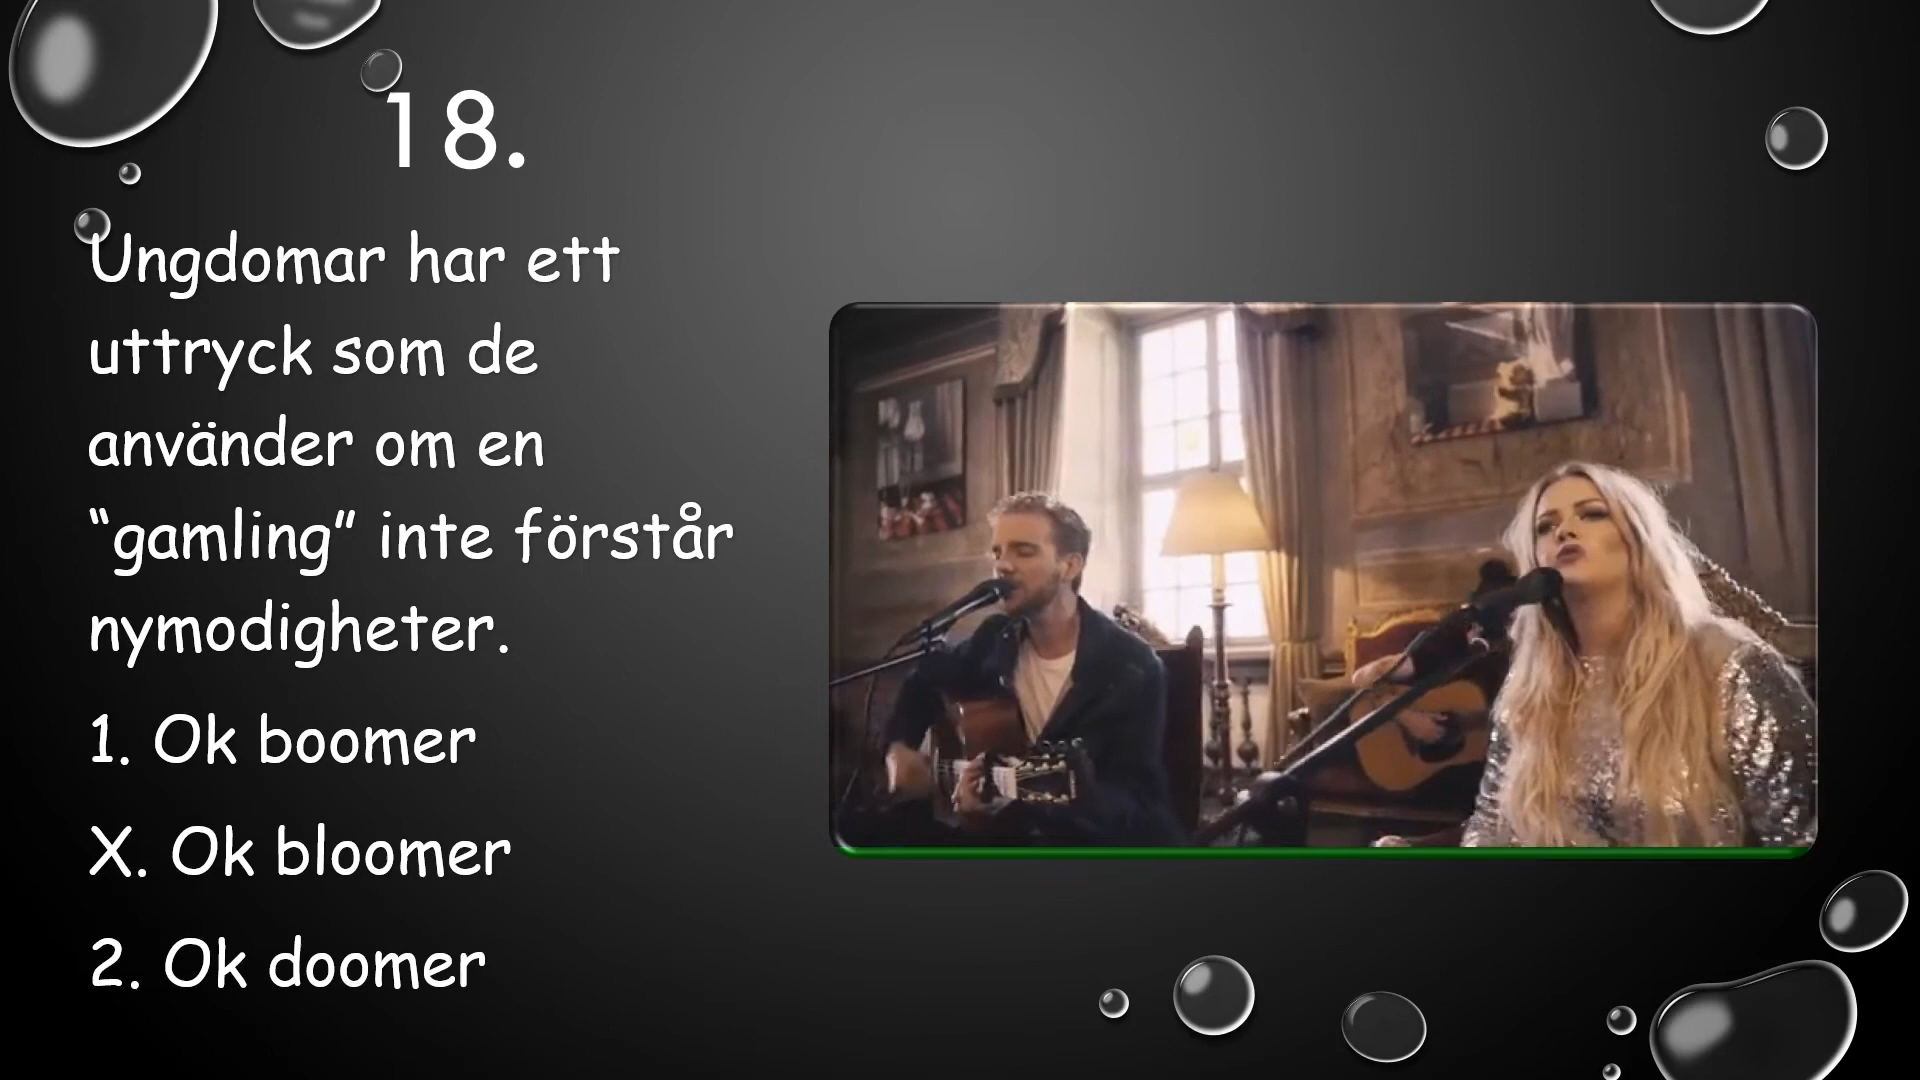 18.
Ungdomar har ett
uttryck som de
använder om en
“gamling” inte förstår
nymodigheter.
1. Ok boomer
X. Ok bloomer
2. Ok doomer